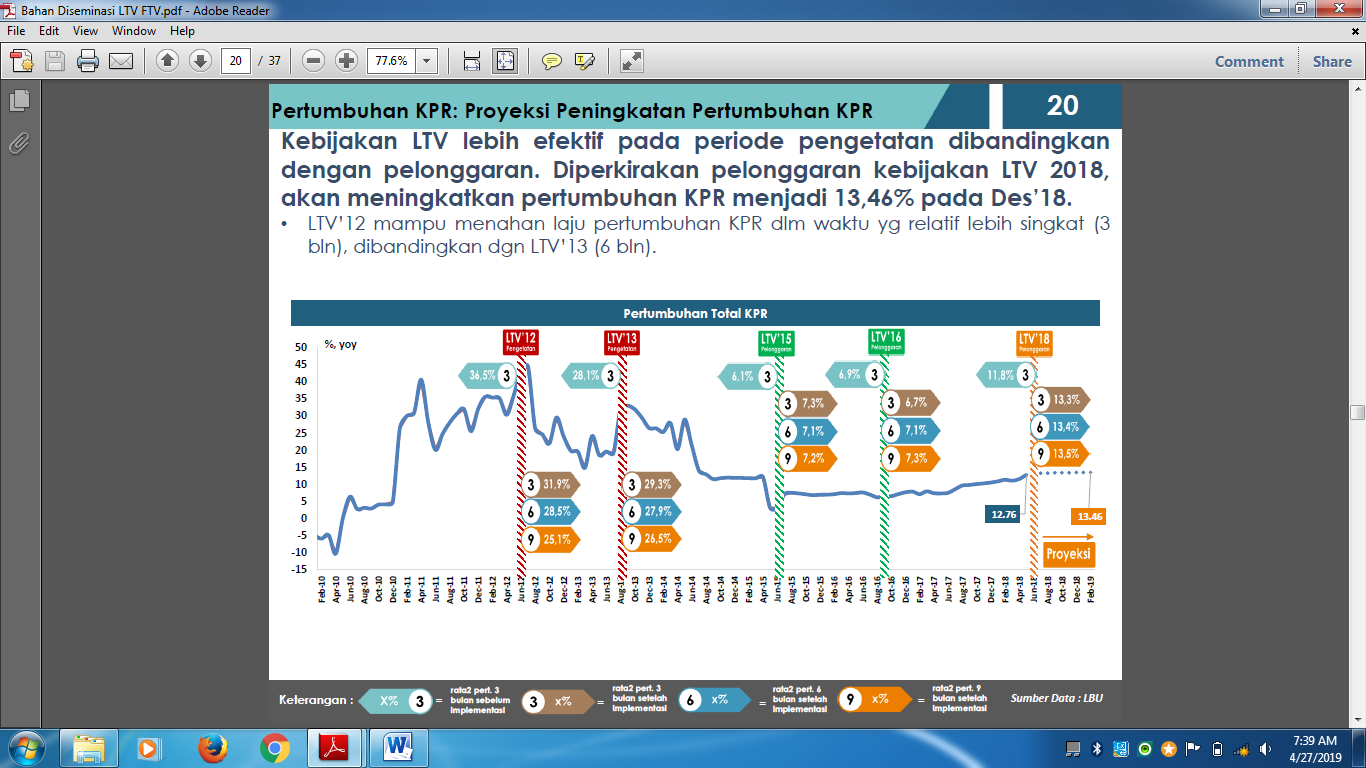 Bahan Diseminasi LTV FTV.pdf - Adobe Reader
File Edit View Window Help
20 / 37 77.6% Comment Share
Pertumbuhan KPR: Proyeksi Peningkatan Pertumbuhan KPR 20
Kebijakan LTV lebih efektif pada periode pengetatan dibandingkan
dengan pelonggaran. Diperkirakan pelonggaran kebijakan LTV 2018,
akan meningkatkan pertumbuhan KPR menjadi 13,46% pada Des'18.
• LTV'12 mampu menahan laju pertumbuhan KPR dlm waktu yg relatif lebih singkat (3
bln), dibandingkan dgn LTV'13 (6 bln).
Pertumbuhan Total KPR
%, yoy
50
45
40
35
30
25
20
15
10
5
0
-5
-10
-15
LTV'12
Pengetatan
36,5% 3
3 31,9%
6 28,5%
9 25,1%
LTV'13
Pengetatan
28,1% 3
3 29,3%
6 27,9%
9 26,5%
LTV'15
Pelonggaran
6,1% 3
3 7,3%
6 7,1%
9 7,2%
LTV'16
Pelonggaran
6,9% 3
3 6,7%
6 7,1%
9 7,3%
LTV'18
Pelonggaran
11,8% 3
3 13,3%
6 13,4%
9 13,5%
12.76
13.46
Proyeksi
Feb-10 Apr-10 Jun-10 Aug-10 Oct-10 Dec-10 Feb-11 Apr-11 Jun-11 Aug-11 Oct-11 Dec-11 Feb-12 Apr-12 Jun-12 Aug-12 Oct-12 Dec-12 Feb-13 Apr-13 Jun-13 Aug-13 Oct-13 Dec-13 Feb-14 Apr-14 Jun-14 Aug-14 Oct-14 Dec-14 Feb-15 Apr-15 Jun-15 Aug-15 Oct-15 Dec-15 Feb-16 Apr-16 Jun-16 Aug-16 Oct-16 Dec-16 Feb-17 Apr-17 Jun-17 Aug-17 Oct-17 Dec-17 Feb-18 Apr-18 Jun-18 Aug-18 Oct-18 Dec-18 Feb-19
Keterangan :
X% 3 =
rata2 pert. 3
bulan sebelum
implementasi
3 x% =
rata2 pert. 3
bulan setelah
implementasi
6 x% =
rata2 pert. 6
bulan setelah
implementasi
9 x% =
rata2 pert. 9
bulan setelah
implementasi
Sumber Data : LBU
7:39 AM
4/27/2019